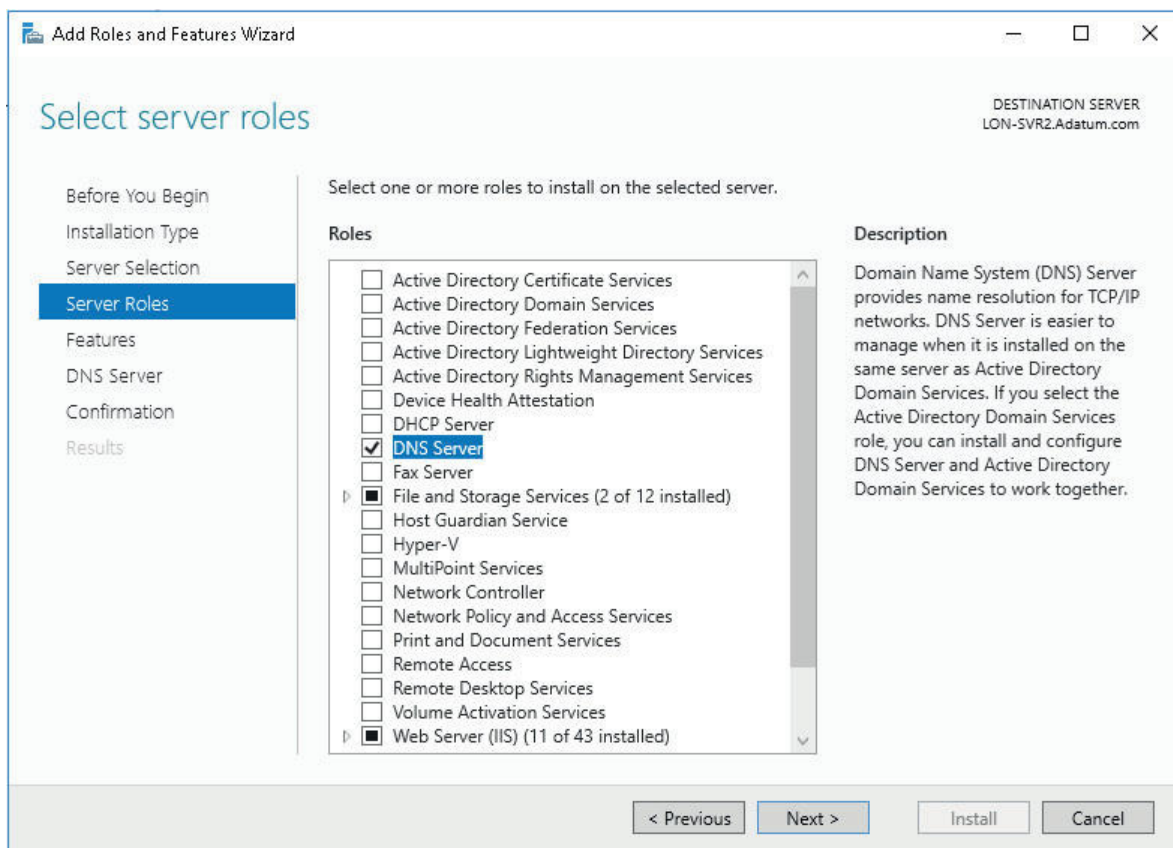 Add Roles and Features Wizard
Select server roles
DESTINATION SERVER
LON-SVR2.Adatum.com
Before You Begin
Installation Type
Server Selection
Server Roles
Features
DNS Server
Confirmation
Results
Select one or more roles to install on the selected server.
Roles
Active Directory Certificate Services
Active Directory Domain Services
Active Directory Federation Services
Active Directory Lightweight Directory Services
Active Directory Rights Management Services
Device Health Attestation
DHCP Server
DNS Server
Fax Server
File and Storage Services (2 of 12 installed)
Host Guardian Service
Hyper-V
MultiPoint Services
Network Controller
Network Policy and Access Services
Print and Document Services
Remote Access
Remote Desktop Services
Volume Activation Services
Web Server (IIS) (11 of 43 installed)
Description
Domain Name System (DNS) Server
provides name resolution for TCP/IP
networks. DNS Server is easier to
manage when it is installed on the
same server as Active Directory
Domain Services. If you select the
Active Directory Domain Services
role, you can install and configure
DNS Server and Active Directory
Domain Services to work together.
< Previous
Next >
Install
Cancel